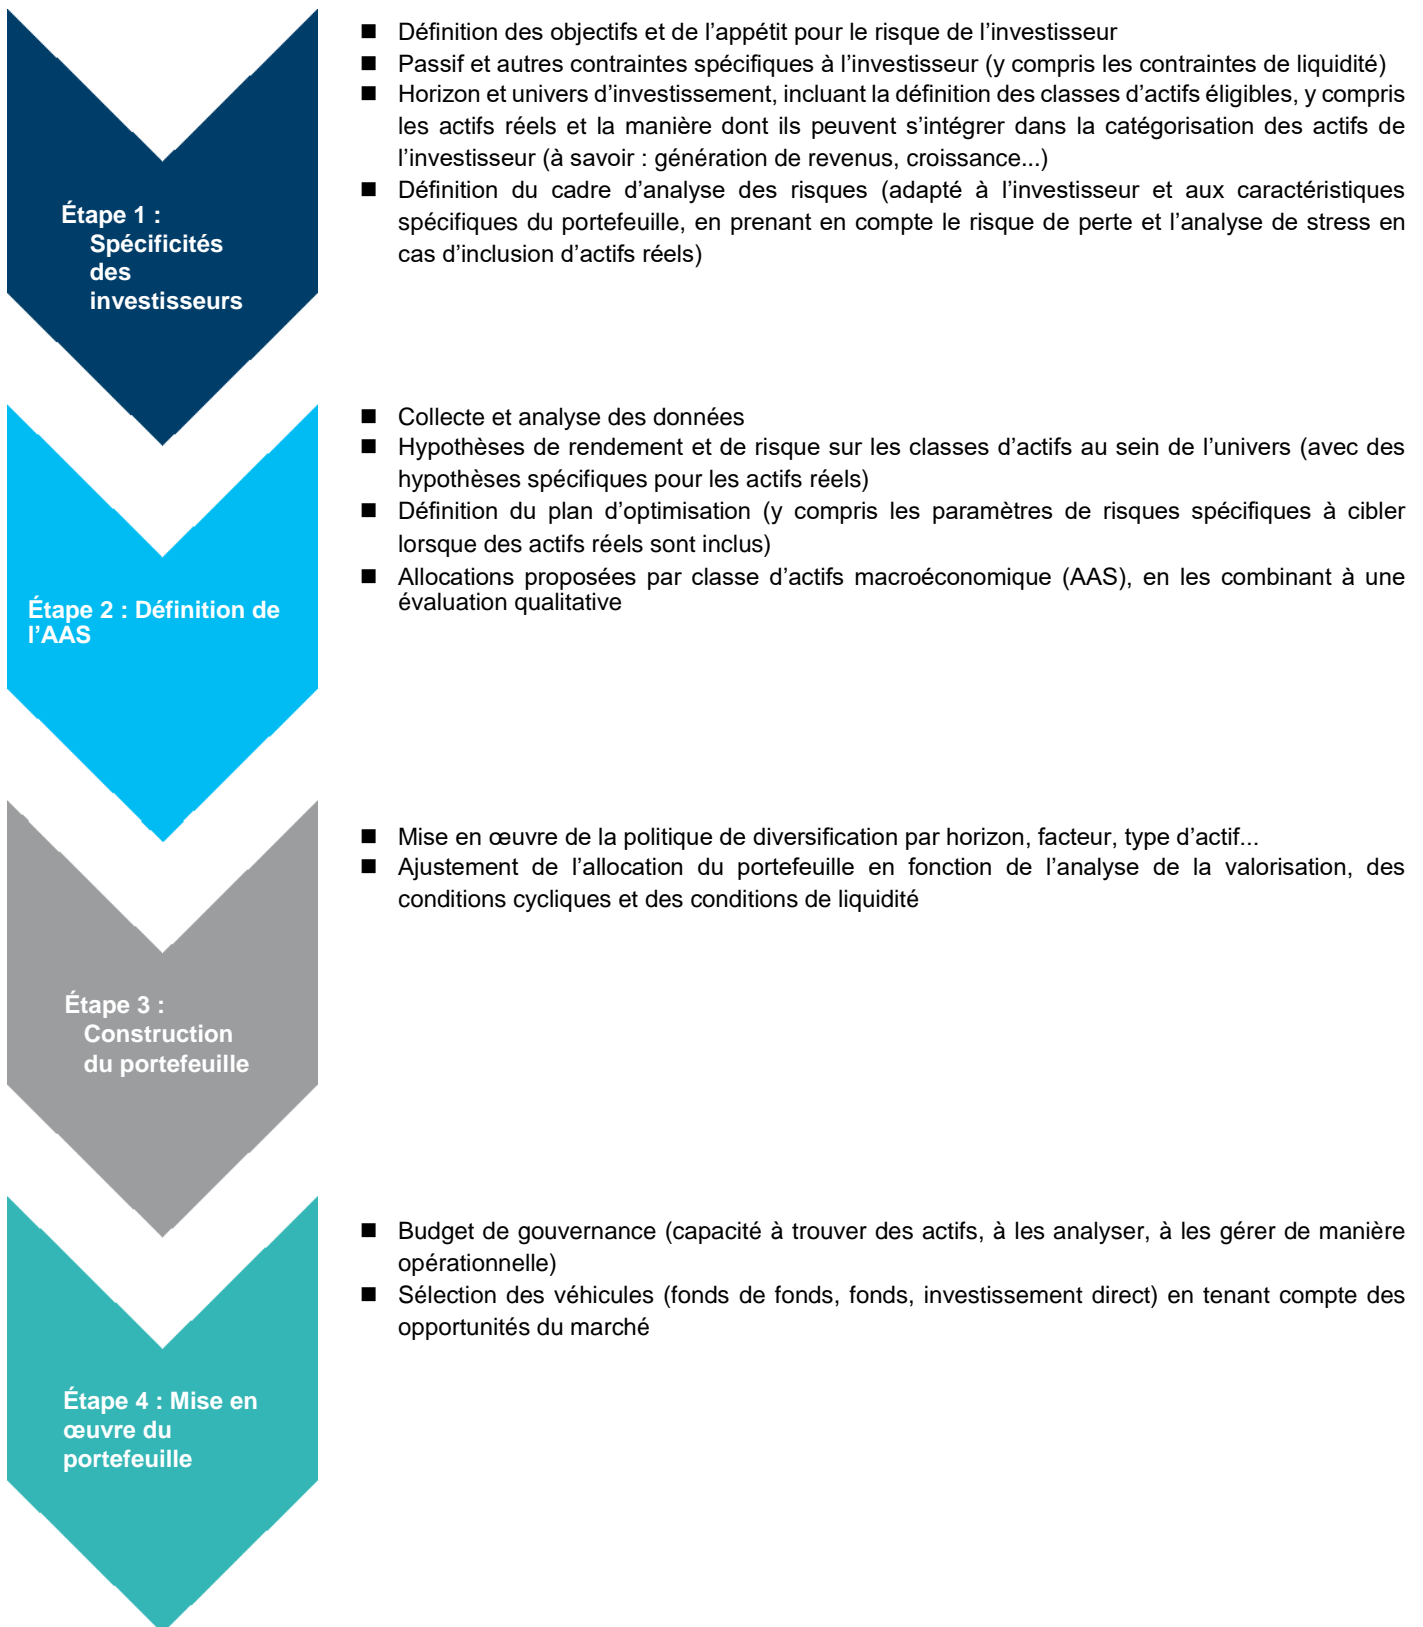 Définition des objectifs et de l’appétit pour le risque de l’investisseur
Passif et autres contraintes spécifiques à l’investisseur (y compris les contraintes de liquidité)
Horizon et univers d’investissement, incluant la définition des classes d’actifs éligibles, y compris
les actifs réels et la manière dont ils peuvent s’intégrer dans la catégorisation des actifs de
l’investisseur (à savoir : génération de revenus, croissance...)
Définition du cadre d’analyse des risques (adapté à l’investisseur et aux caractéristiques
spécifiques du portefeuille, en prenant en compte le risque de perte et l’analyse de stress en
cas d’inclusion d’actifs réels)
Étape 1 :
Spécificités
des
investisseurs
Collecte et analyse des données
Hypothèses de rendement et de risque sur les classes d’actifs au sein de l’univers (avec des
hypothèses spécifiques pour les actifs réels)
Définition du plan d’optimisation (y compris les paramètres de risques spécifiques à cibler
lorsque des actifs réels sont inclus)
Allocations proposées par classe d’actifs macroéconomique (AAS), en les combinant à une
évaluation qualitative
Étape 2 : Définition de
l’AAS
Mise en œuvre de la politique de diversification par horizon, facteur, type d’actif...
Ajustement de l’allocation du portefeuille en fonction de l’analyse de la valorisation, des
conditions cycliques et des conditions de liquidité
Étape 3 :
Construction
du portefeuille
Budget de gouvernance (capacité à trouver des actifs, à les analyser, à les gérer de manière
opérationnelle)
Sélection des véhicules (fonds de fonds, fonds, investissement direct) en tenant compte des
opportunités du marché
Étape 4 : Mise en
œuvre du
portefeuille